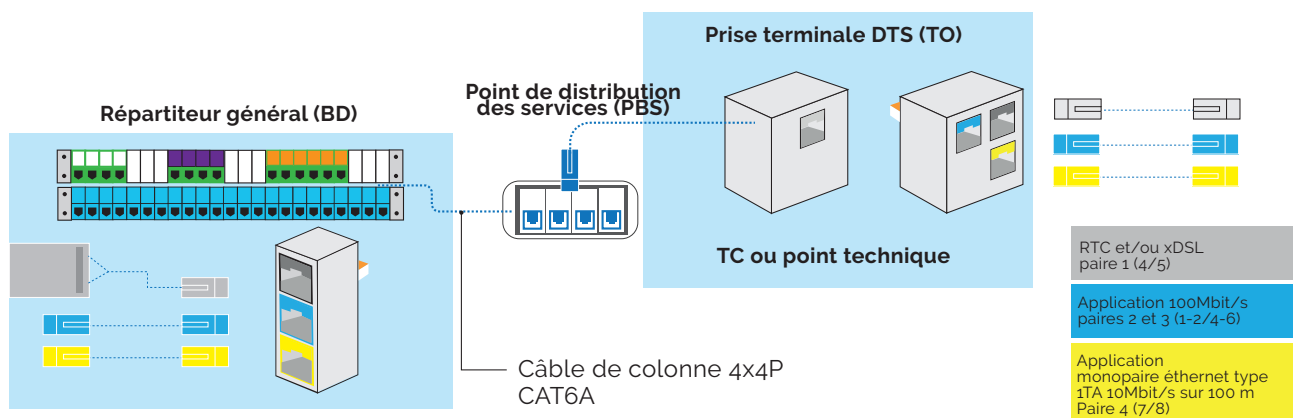 Prise terminale DTS (TO)
Point de distribution
des services (PBS)
Répartiteur général (BD)
TC ou point technique
RTC et/ou xDSL
paire 1 (4/5)
Application 100Mbit/s
paires 2 et 3 (1-2/4-6)
Application
monopaire éthernet type
1TA 10Mbit/s sur 100 m
Paire 4 (7/8)
Câble de colonne 4x4P
CAT6A